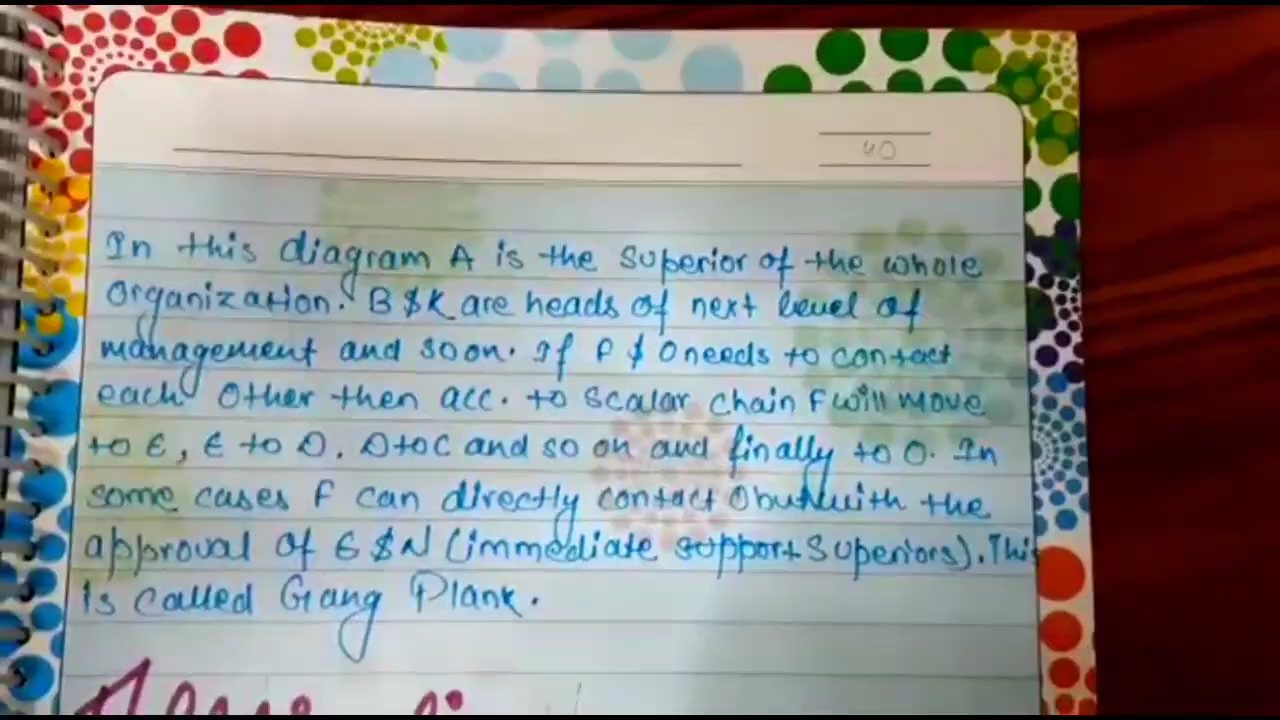 40
In this diagram A is the Superior of the whole
Organization. B & K are heads of next level of
management and so on. If F & O needs to contact
each Other then acc. to Scalar Chain F will move
to E, E to D. D to C and so on and finally to O. In
some cases F can directly contact O but with the
approval of E & N (immediate support Superiors). This
is called Gang Plank.